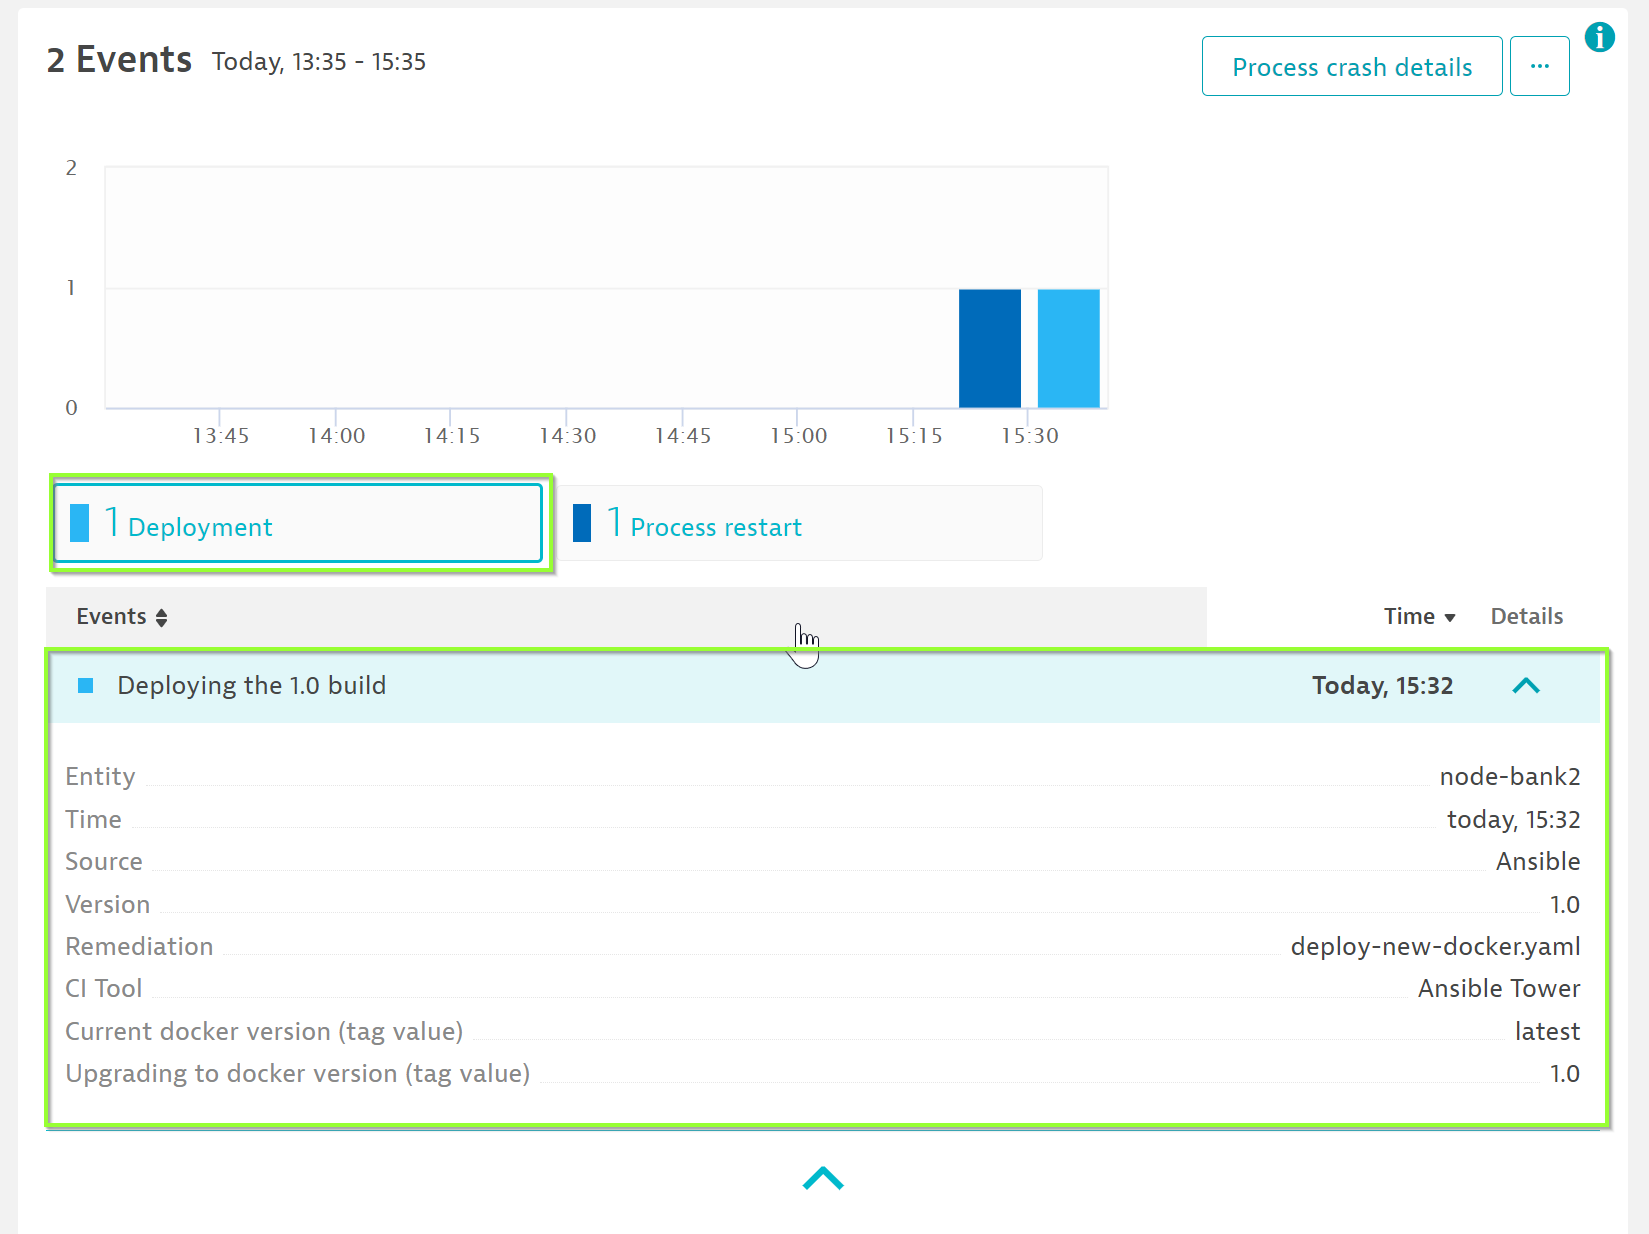 2 Events Today, 13:35 - 15:35
Process crash details ...
i
2
1
0
13:45 14:00 14:15 14:30 14:45 15:00 15:15 15:30
1 Deployment 1 Process restart
Events Time Details
Deploying the 1.0 build Today, 15:32
Entity node-bank2
Time today, 15:32
Source Ansible
Version 1.0
Remediation deploy-new-docker.yaml
CI Tool Ansible Tower
Current docker version (tag value) latest
Upgrading to docker version (tag value) 1.0